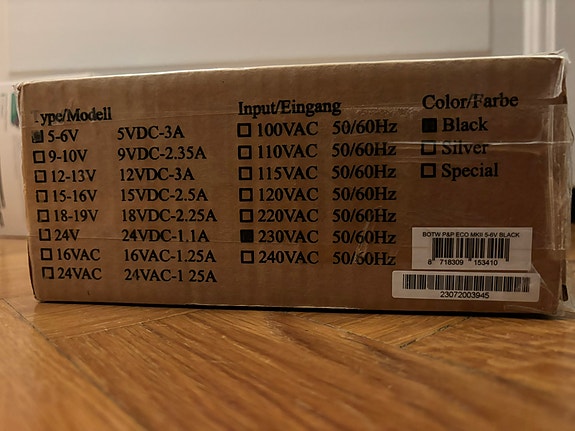 Type/Modell
5-6V 5VDC-3A
9-10V 9VDC-2.35A
12-13V 12VDC-3A
15-16V 15VDC-2.5A
18-19V 18VDC-2.25A
24V 24VDC-1.1A
16VAC 16VAC-1.25A
24VAC 24VAC-1 25A
Input/Eingang
100VAC 50/60Hz
110VAC 50/60Hz
115VAC 50/60Hz
120VAC 50/60Hz
220VAC 50/60Hz
230VAC 50/60Hz
240VAC 50/60Hz
Color/Farbe
Black
Silver
Special
BOTW P&P ECO MKII 5-6V BLACK
8 718309 153410
23072003945